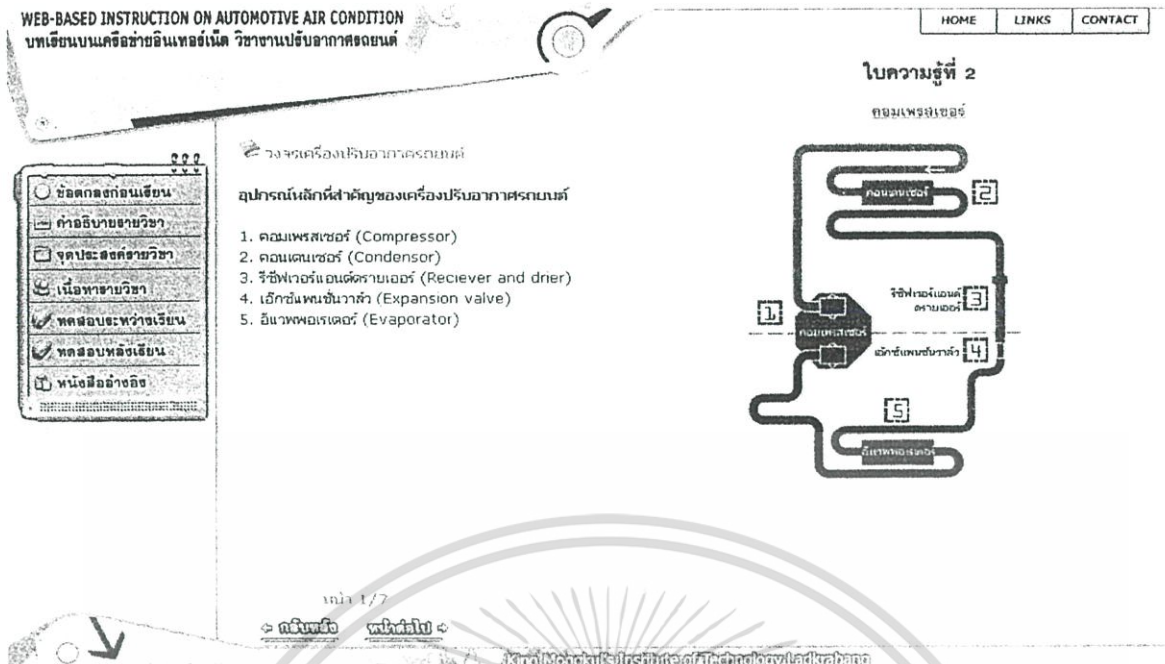 WEB-BASED INSTRUCTION ON AUTOMOTIVE AIR CONDITION
บทเรียนบนเครือข่ายอินเทอร์เน็ต วิชางานปรับอากาศรถยนต์
HOME LINKS CONTACT
ใบความรู้ที่ 2
คอมเพรสเซอร์
วงจรเครื่องปรับอากาศรถยนต์
อุปกรณ์หลักที่สำคัญของเครื่องปรับอากาศรถยนต์
1. คอมเพรสเซอร์ (Compressor)
2. คอนเดนเซอร์ (Condensor)
3. รีซีฟเวอร์แอนด์ดรายเออร์ (Reciever and drier)
4. เอ็กซ์แพนชั่นวาล์ว (Expansion valve)
5. อีแวพพอเรเตอร์ (Evaporator)
ข้อตกลงก่อนเรียน
คำอธิบายรายวิชา
จุดประสงค์รายวิชา
เนื้อหารายวิชา
ทดสอบระหว่างเรียน
ทดสอบหลังเรียน
หนังสืออ้างอิง
คอนเดนเซอร์
2
รีซีฟเวอร์แอนด์
ดรายเออร์
3
1
คอมเพรสเซอร์
เอ็กซ์แพนชั่นวาล์ว
4
5
อีแวพพอเรเตอร์
หน้า 1/7
กลับหลัง หน้าต่อไป
King Mongkut's Institute of Technology Ladkrabang